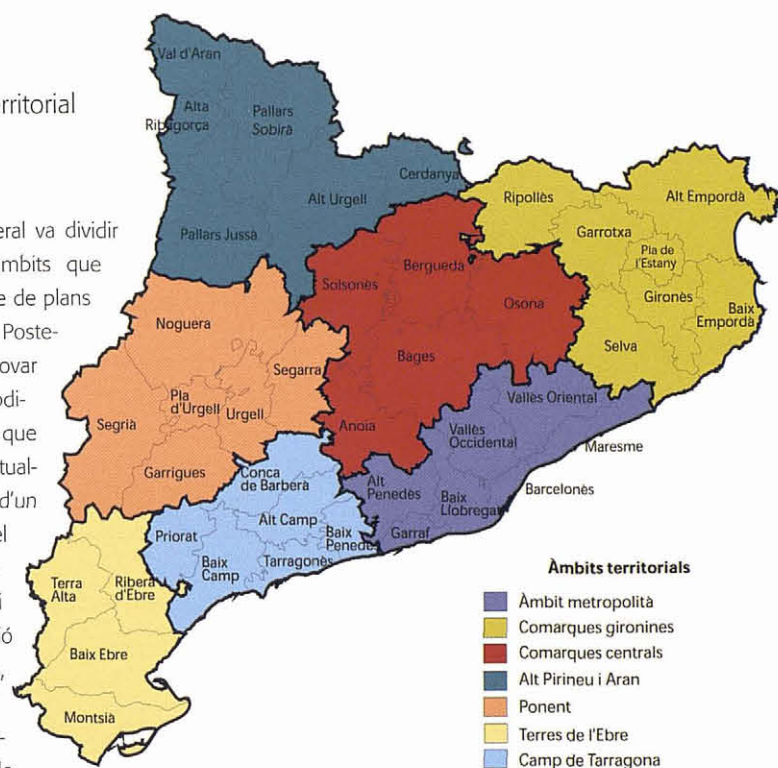 rritorial
eral va dividir
mbits que
e de plans
Poste-
ovar
odi-
que
tual-
d'un
el
i
ió
,
Val d'Aran
Alta
Ribagorça
Pallars
Sobirà
Cerdanya
Alt Urgell
Pallars Jussà
Ripollès
Alt Empordà
Garrotxa
Pla de
l'Estany
Gironès
Baix
Empordà
Selva
Berguedà
Solsonès
Osona
Bages
Anoia
Noguera
Segarra
Pla
d'Urgell
Urgell
Segrià
Garrigues
Vallès Oriental
Vallès
Occidental
Maresme
Barcelonès
Alt
Penedès
Baix
Llobregat
Garraf
Conca
de Barberà
Alt Camp
Baix
Penedès
Priorat
Baix
Camp
Tarragonès
Terra
Alta
Ribera
d'Ebre
Baix Ebre
Montsià
Àmbits territorials
Àmbit metropolità
Comarques gironines
Comarques centrals
Alt Pirineu i Aran
Ponent
Terres de l'Ebre
Camp de Tarragona